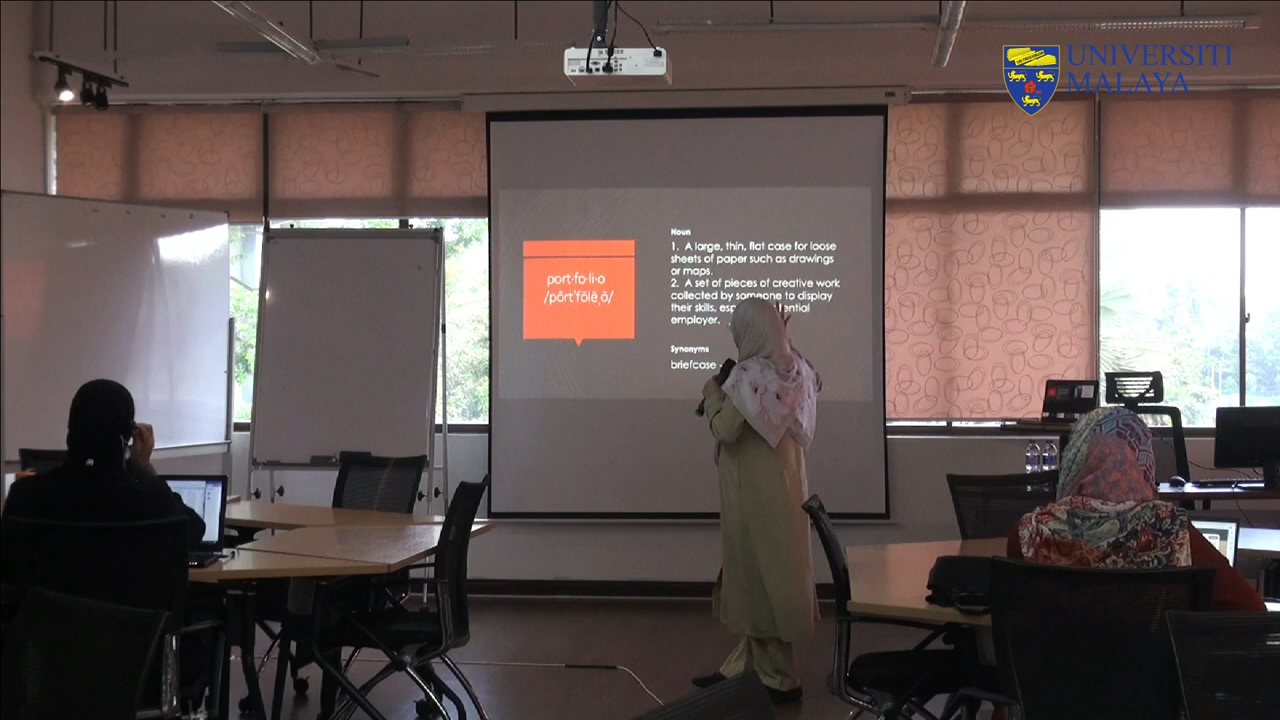 UNIVERSITI
MALAYA
port·fo·li·o
/pôrtˈfōlēˌō/
Noun
1. A large, thin, flat case for loose
sheets of paper such as drawings
or maps.
2. A set of pieces of creative work
collected by someone to display
their skills,
employer.
Synonyms
briefcase